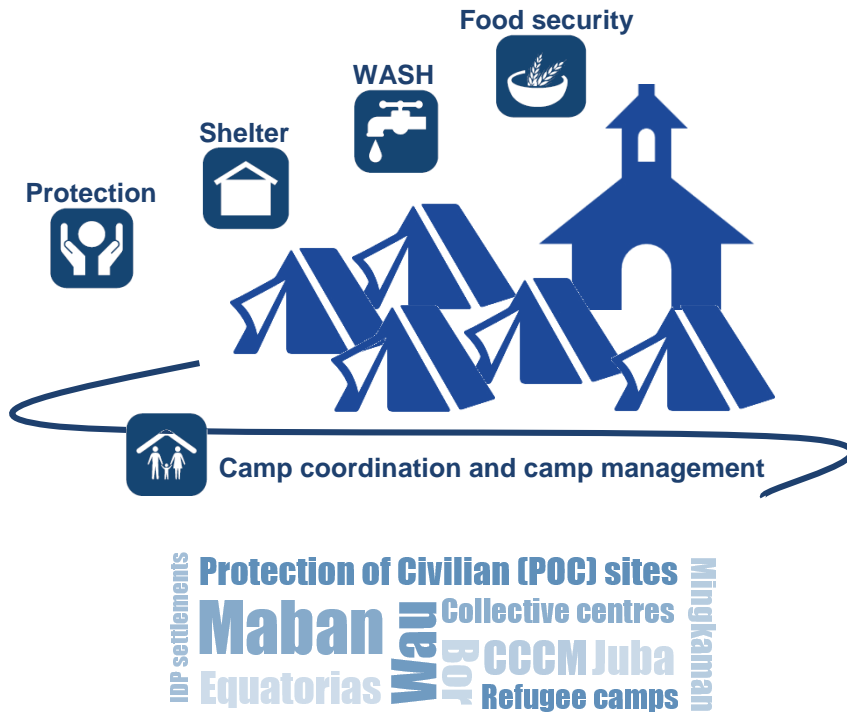 Food security
WASH
Shelter
Protection
Camp coordination and camp management
IDP settlements
Protection of Civilian (POC) sites
Mingkaman
Maban
Wau
Collective centres
Bor
CCCM
Juba
Equatorias
Refugee camps